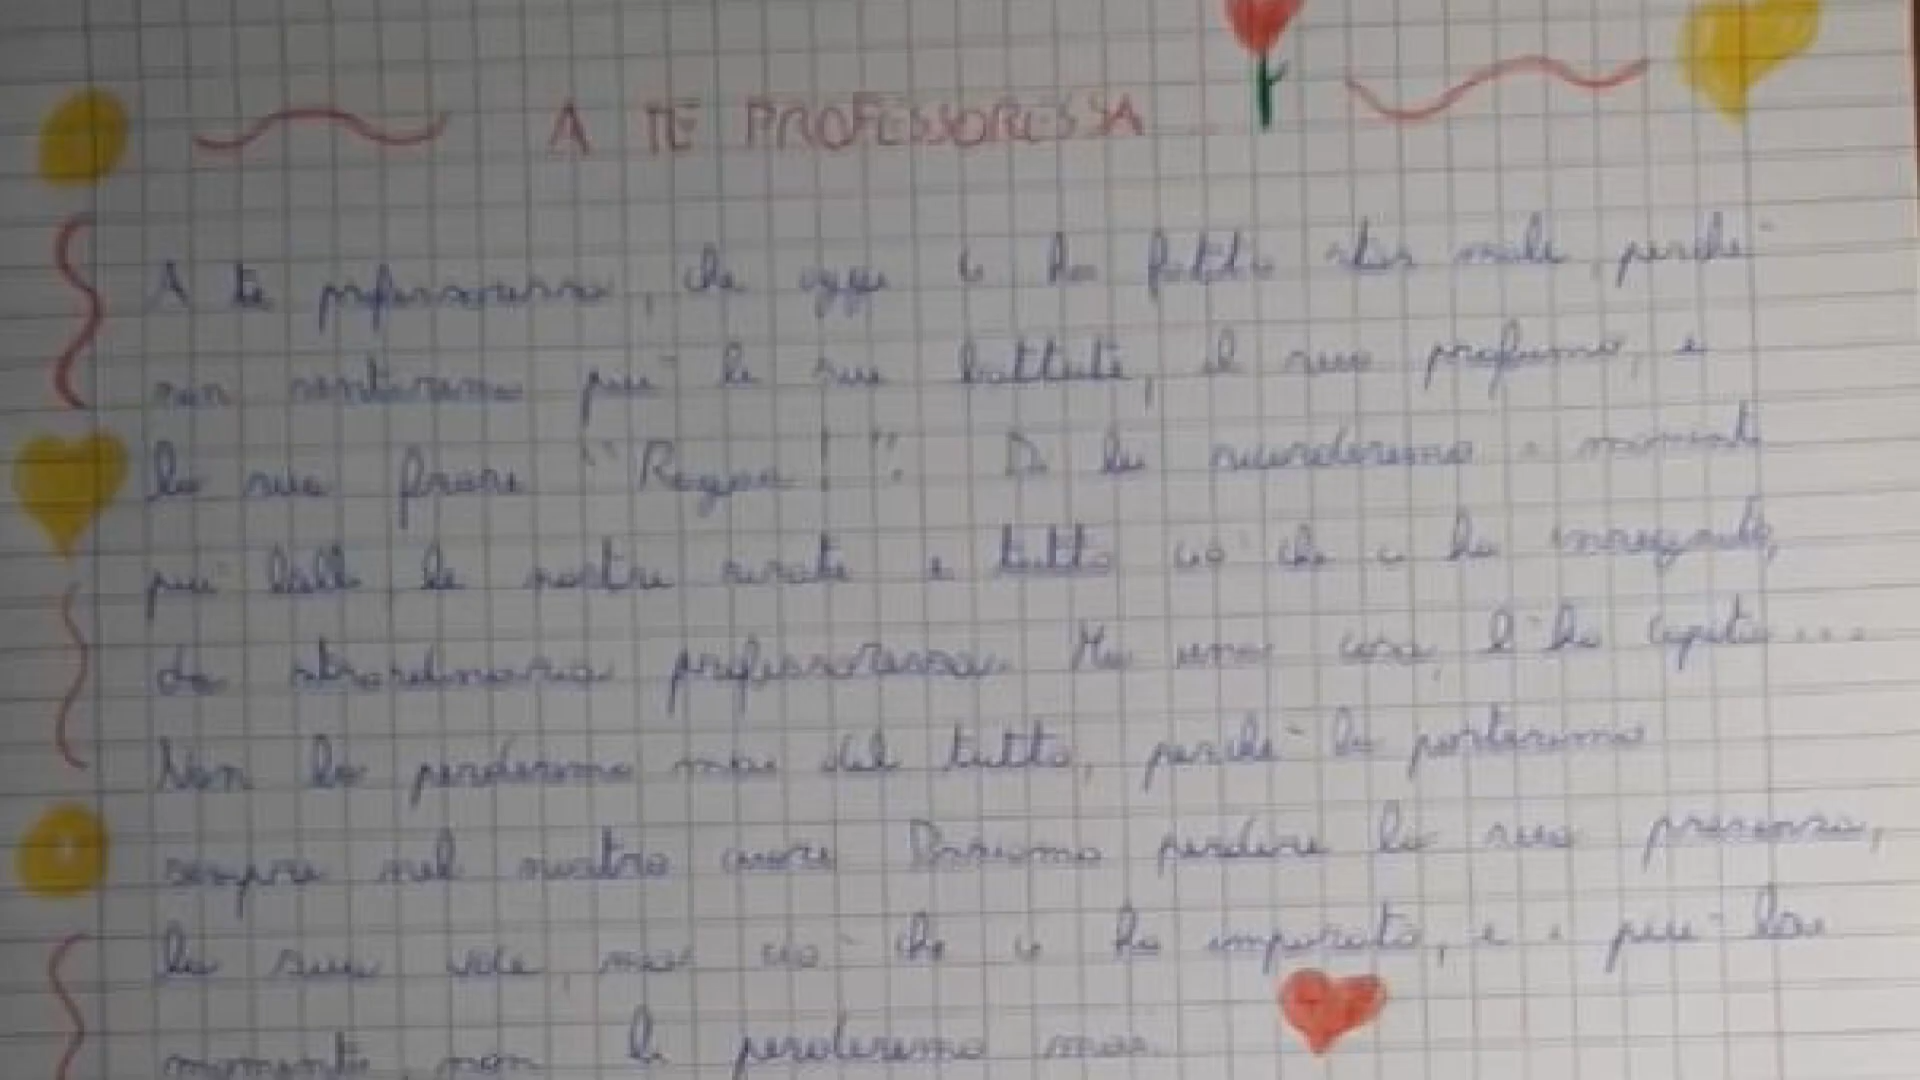 A TE PROFESSORESSA
A te professoressa, che oggi ci ha fatto star male, perché
non sentiremo più le sue battute, il suo profumo, e
la sua frase "Ragaa!". Di lei ricorderemo i momenti
più belli le nostre risate e tutto ciò che ci ha insegnato,
da straordinaria professoressa. Ma una cosa, l'ho capita...
Non la perderemo mai del tutto, perché la porteremo
sempre nel nostro cuore Possiamo perdere la sua presenza,
la sua voce, ma ciò che ci ha imparato, e i più bei
momenti, non li perderemo mai.